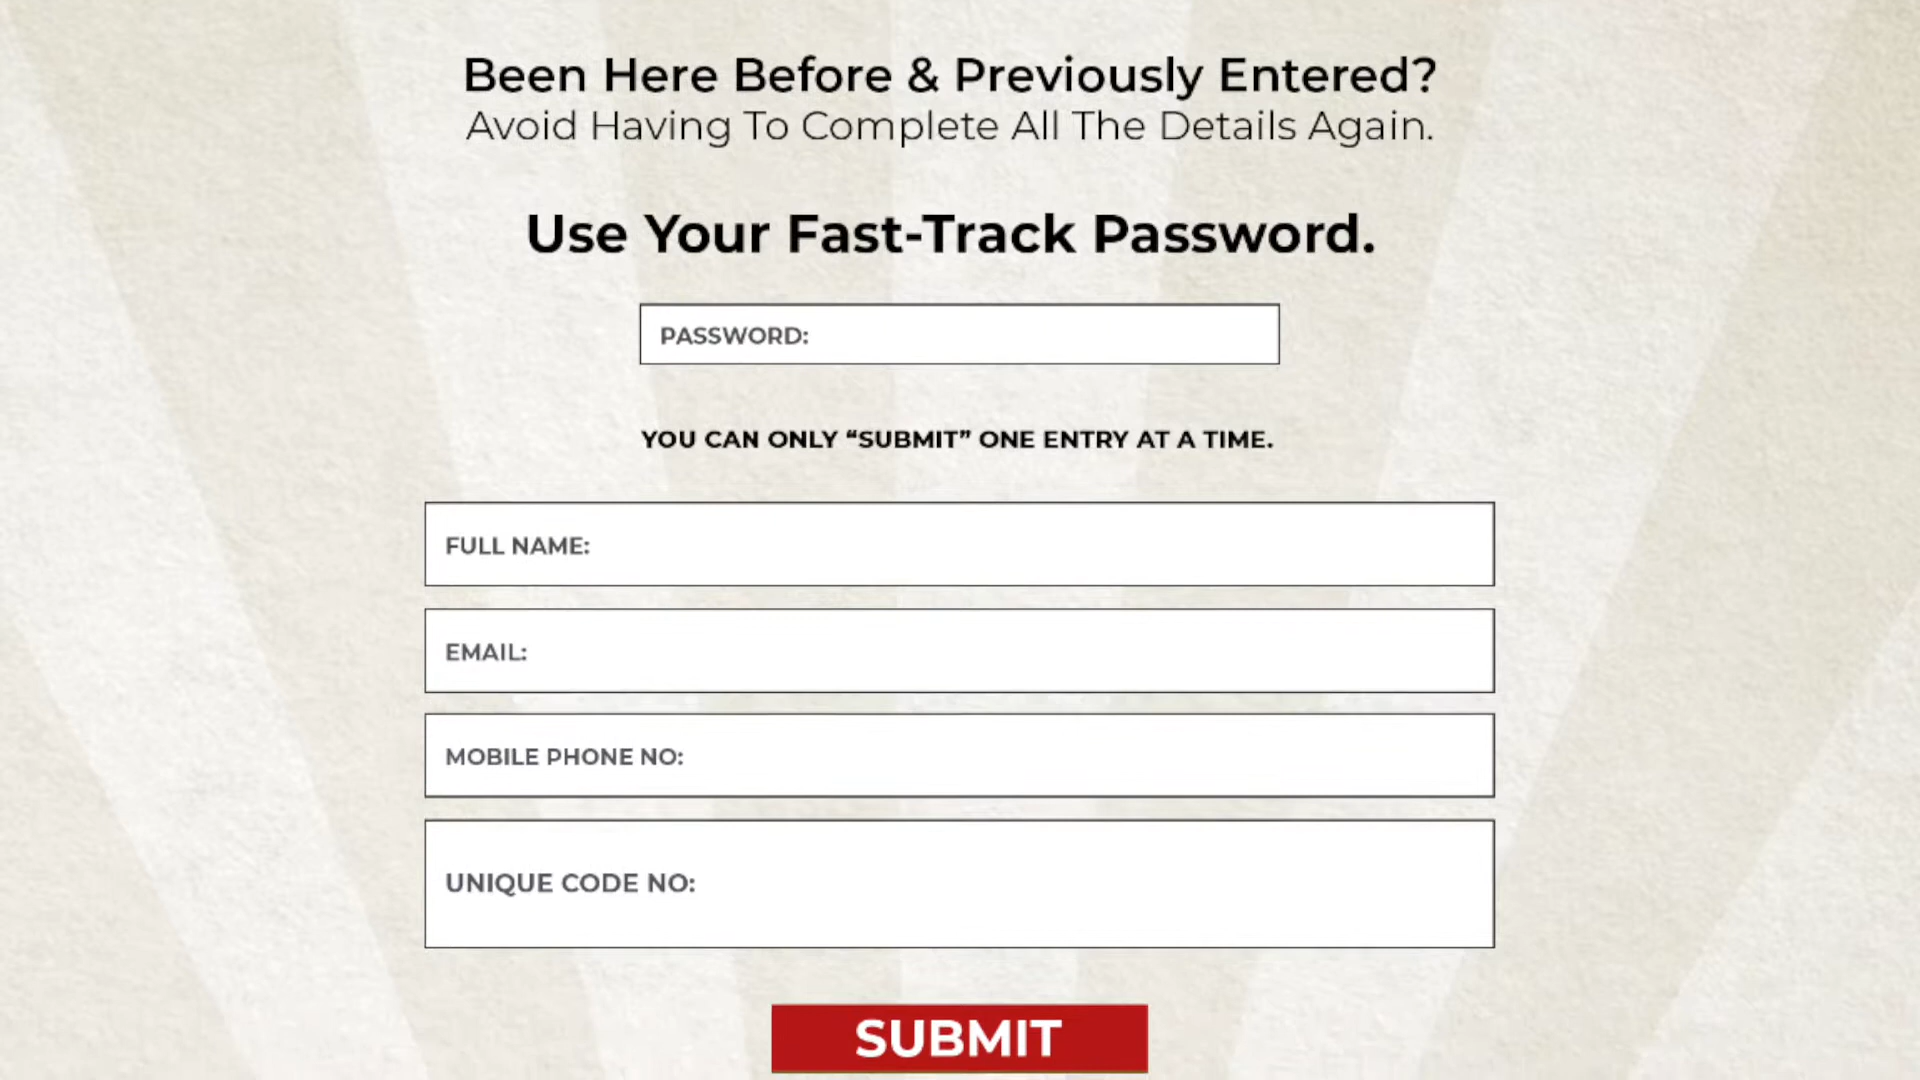 Been Here Before & Previously Entered?
Avoid Having To Complete All The Details Again.
Use Your Fast-Track Password.
PASSWORD:
YOU CAN ONLY “SUBMIT” ONE ENTRY AT A TIME.
FULL NAME:
EMAIL:
MOBILE PHONE NO:
UNIQUE CODE NO:
SUBMIT